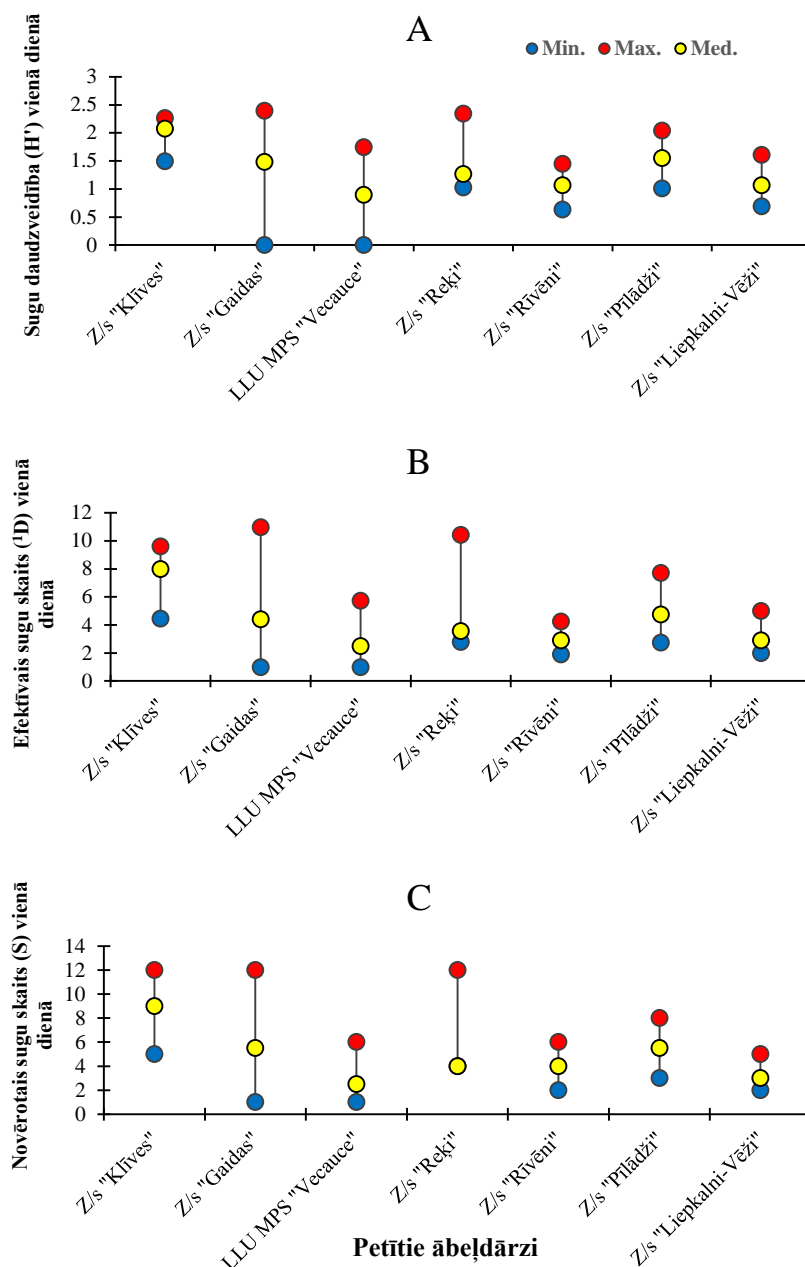 A
Min. Max. Med.
Sugu daudzveidība (H') vienā dienā
3
2.5
2
1.5
1
0.5
0
Z/s "Klīves"
Z/s "Gaidas"
LLU MPS "Vecauce"
Z/s "Reķi"
Z/s "Rīvēni"
Z/s "Pīlādži"
Z/s "Liepkalni-Vēži"
B
Efektīvais sugu skaits (¹D) vienā
dienā
12
10
8
6
4
2
0
Z/s "Klīves"
Z/s "Gaidas"
LLU MPS "Vecauce"
Z/s "Reķi"
Z/s "Rīvēni"
Z/s "Pīlādži"
Z/s "Liepkalni-Vēži"
C
Novērotais sugu skaits (S) vienā
dienā
14
12
10
8
6
4
2
0
Z/s "Klīves"
Z/s "Gaidas"
LLU MPS "Vecauce"
Z/s "Reķi"
Z/s "Rīvēni"
Z/s "Pīlādži"
Z/s "Liepkalni-Vēži"
Petītie ābeļdārzi